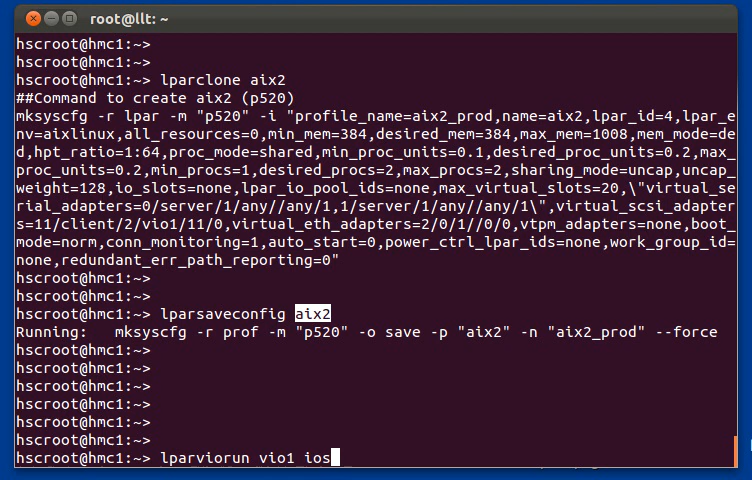 root@llt: ~
hscroot@hmc1:~>
hscroot@hmc1:~>
hscroot@hmc1:~> lparclone aix2
##Command to create aix2 (p520)
mksyscfg -r lpar -m "p520" -i "profile_name=aix2_prod,name=aix2,lpar_id=4,lpar_e
nv=aixlinux,all_resources=0,min_mem=384,desired_mem=384,max_mem=1008,mem_mode=de
d,hpt_ratio=1:64,proc_mode=shared,min_proc_units=0.1,desired_proc_units=0.2,max_
proc_units=0.2,min_procs=1,desired_procs=2,max_procs=2,sharing_mode=uncap,uncap_
weight=128,io_slots=none,lpar_io_pool_ids=none,max_virtual_slots=20,\"virtual_se
rial_adapters=0/server/1/any//any/1,1/server/1/any//any/1\",virtual_scsi_adapter
s=11/client/2/vio1/11/0,virtual_eth_adapters=2/0/1//0/0,vtpm_adapters=none,boot_
mode=norm,conn_monitoring=1,auto_start=0,power_ctrl_lpar_ids=none,work_group_id=
none,redundant_err_path_reporting=0"
hscroot@hmc1:~>
hscroot@hmc1:~>
hscroot@hmc1:~> lparsaveconfig aix2
Running:   mksyscfg -r prof -m "p520" -o save -p "aix2" -n "aix2_prod" --force
hscroot@hmc1:~>
hscroot@hmc1:~>
hscroot@hmc1:~>
hscroot@hmc1:~>
hscroot@hmc1:~>
hscroot@hmc1:~>
hscroot@hmc1:~> lparviorun vio1 ios